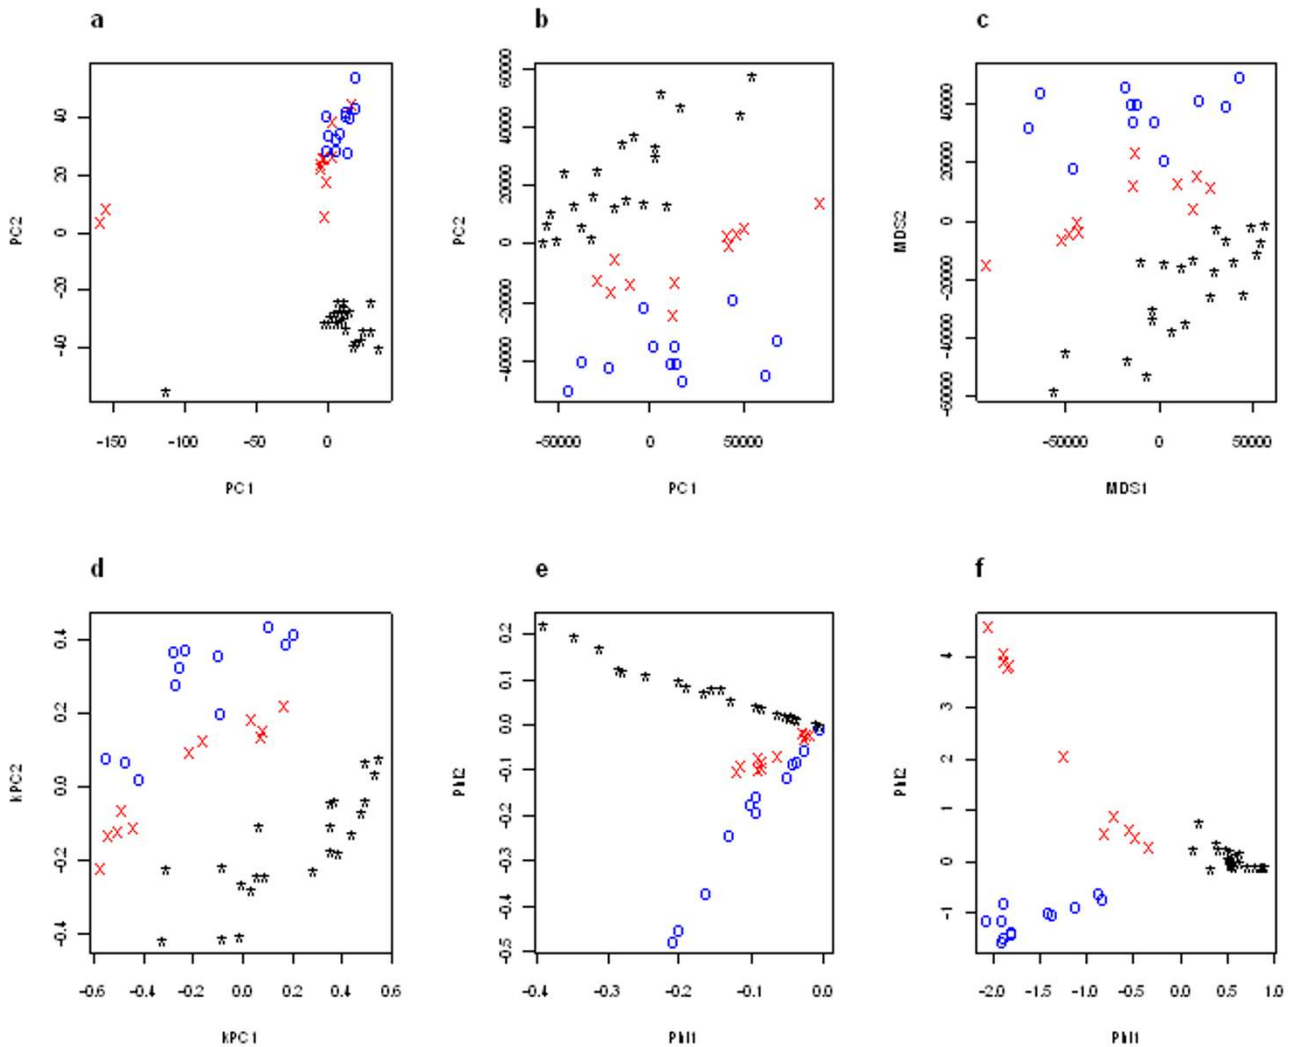 a b c
PC2
40
20
0
-20
-40
-150 -100 -50 0
PC1
PC2
60000
40000
20000
0
-20000
-40000
-50000 0 50000
PC1
MDS2
40000
20000
0
-20000
-40000
-60000
-50000 0 50000
MDS1
d e f
kPC2
0.4
0.2
0.0
-0.2
-0.4
-0.6 -0.4 -0.2 0.0 0.2 0.4 0.6
kPC1
Phi2
0.2
0.1
0.0
-0.1
-0.2
-0.3
-0.4
-0.5
-0.4 -0.3 -0.2 -0.1 0.0
Phi1
Phi2
4
3
2
1
0
-1
-2.0 -1.5 -1.0 -0.5 0.0 0.5 1.0
Phi1